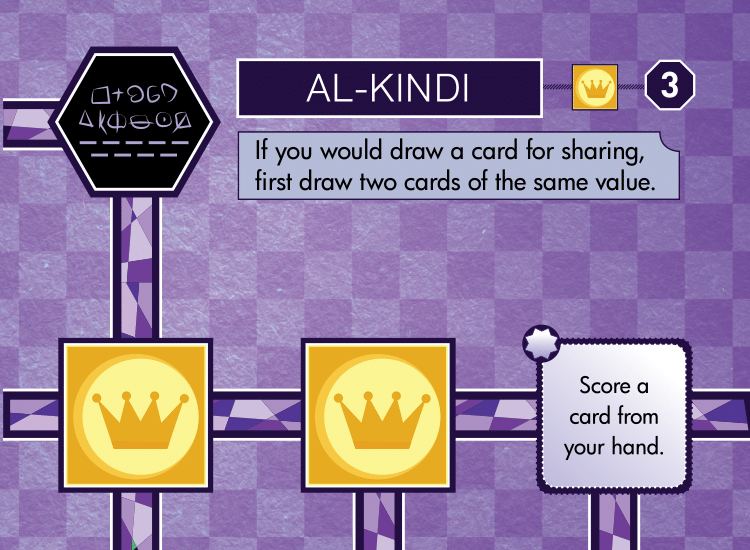 AL-KINDI
3
If you would draw a card for sharing,
first draw two cards of the same value.
Score a
card from
your hand.